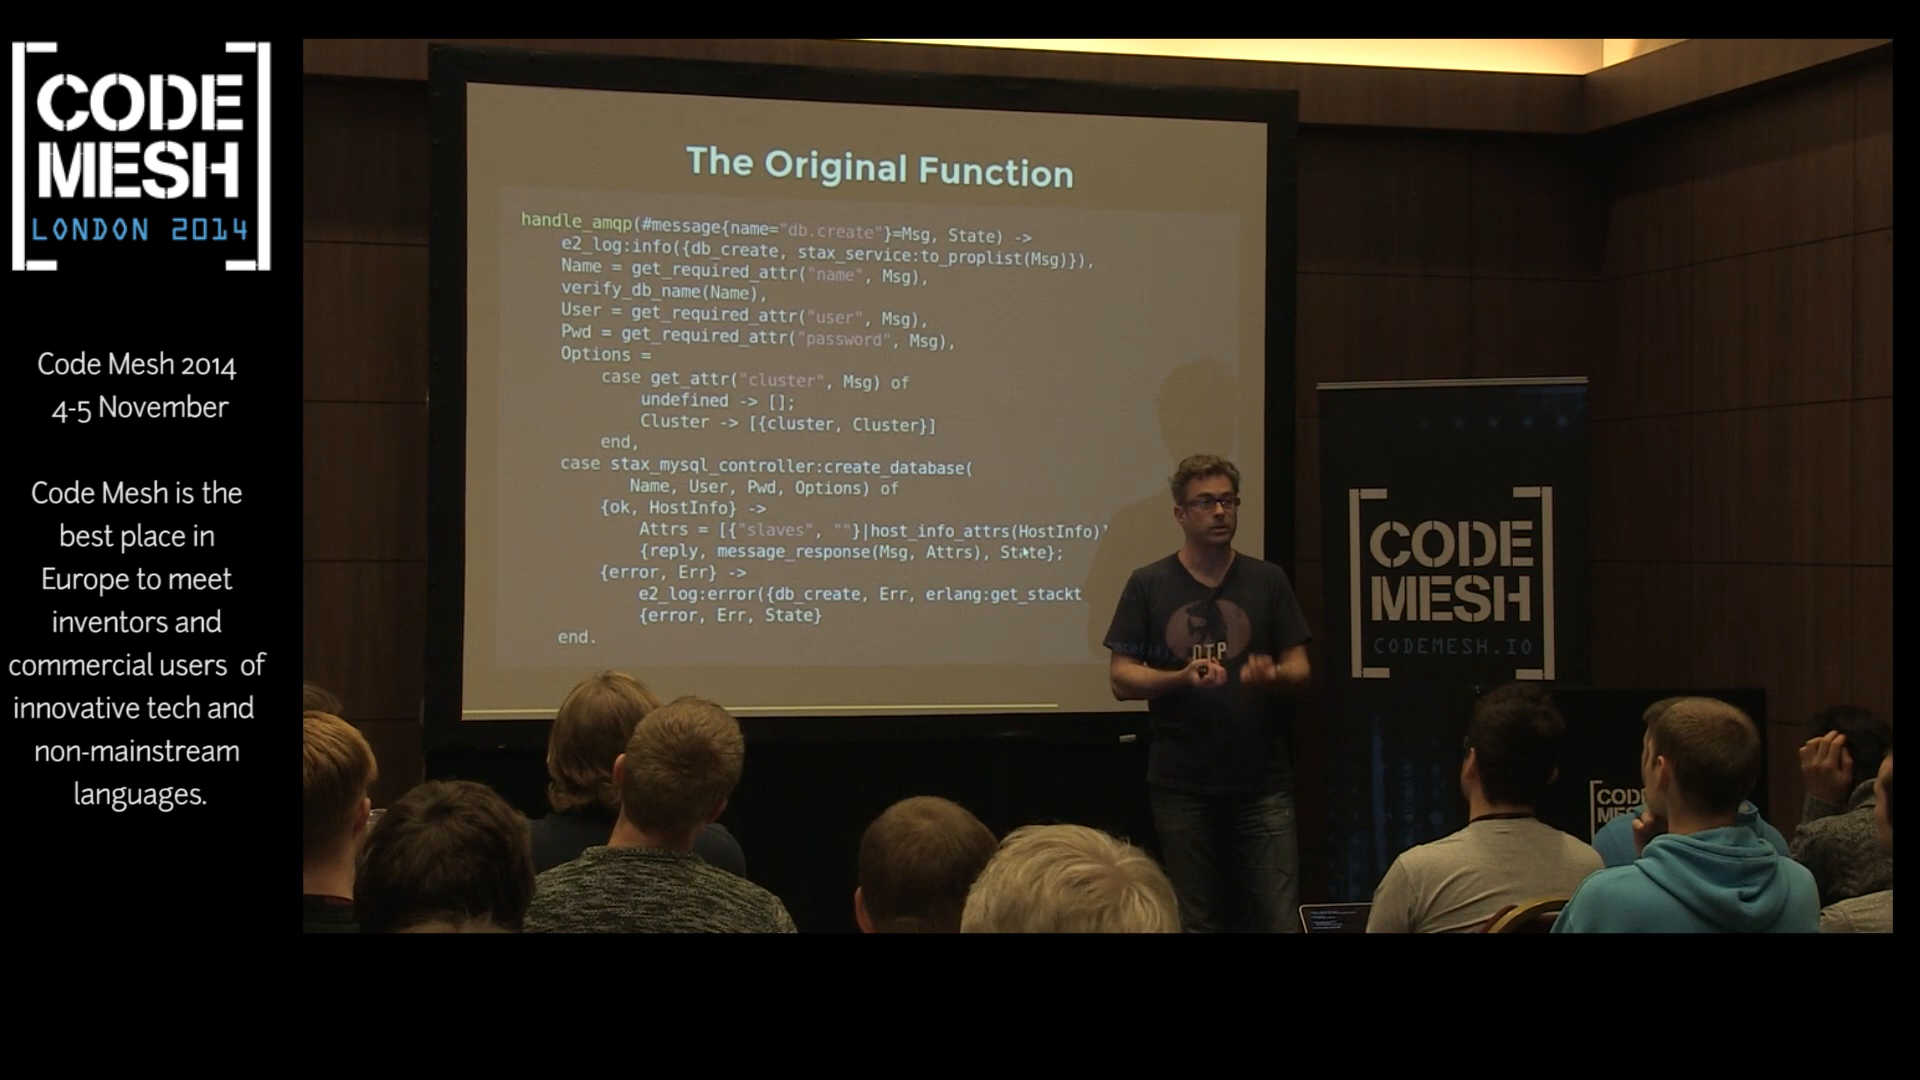 CODE
MESH
LONDON 2014
Code Mesh 2014
4-5 November
Code Mesh is the
best place in
Europe to meet
inventors and
commercial users of
innovative tech and
non-mainstream
languages.
The Original Function
handle_amqp(#message{name="db.create"}=Msg, State) ->
e2_log:info({db_create, stax_service:to_proplist(Msg)}),
Name = get_required_attr("name", Msg),
verify_db_name(Name),
User = get_required_attr("user", Msg),
Pwd = get_required_attr("password", Msg),
Options =
case get_attr("cluster", Msg) of
undefined -> [];
Cluster -> [{cluster, Cluster}]
end,
case stax_mysql_controller:create_database(
Name, User, Pwd, Options) of
{ok, HostInfo} ->
Attrs = [{"slaves", ""}|host_info_attrs(HostInfo)]
{reply, message_response(Msg, Attrs), State};
{error, Err} ->
e2_log:error({db_create, Err, erlang:get_stackt
{error, Err, State}
end.
OTP
CODE
MESH
CODEMESH.IO